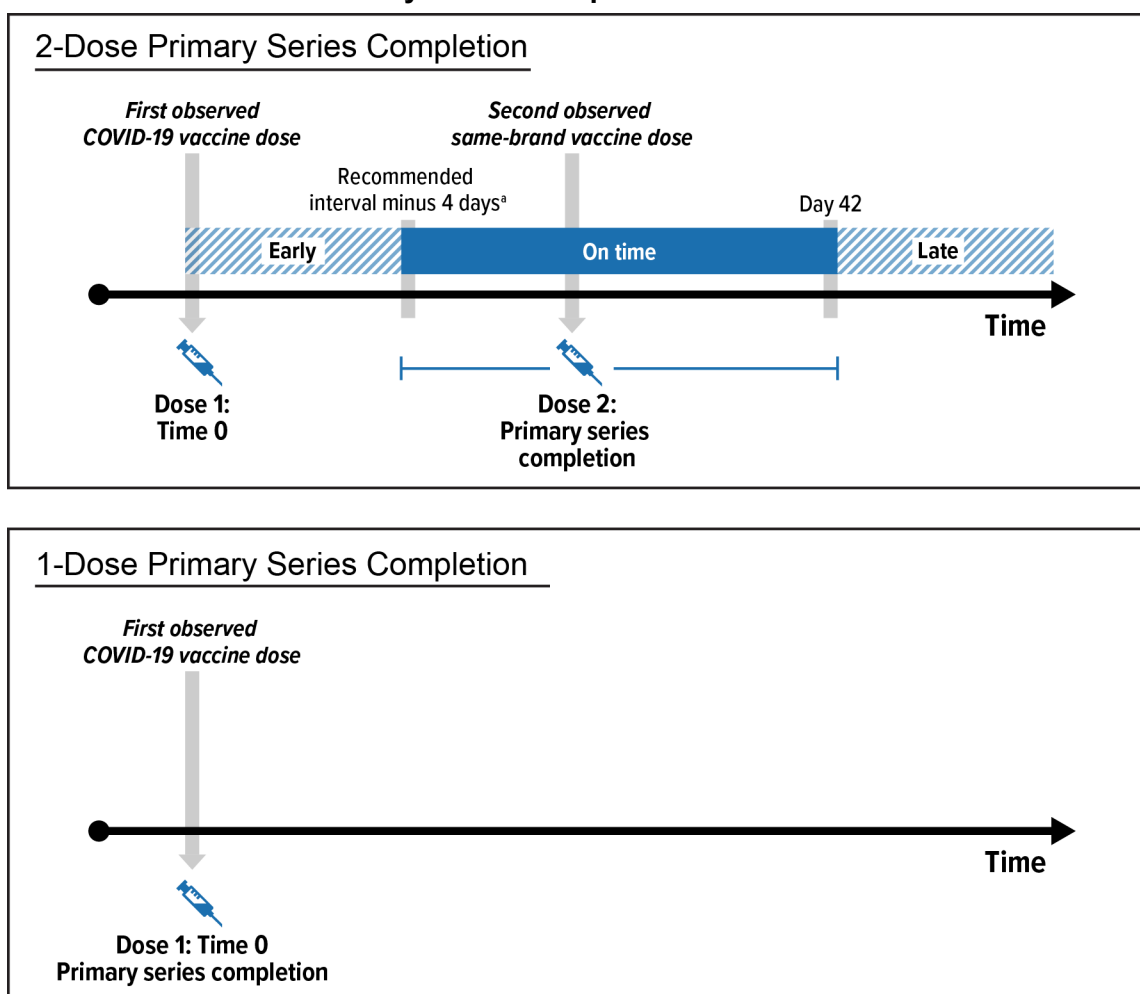 2-Dose Primary Series Completion
First observed
COVID-19 vaccine dose
Second observed
same-brand vaccine dose
Recommended
interval minus 4 daysᵃ
Day 42
Early
On time
Late
Time
Dose 1:
Time 0
Dose 2:
Primary series
completion
1-Dose Primary Series Completion
First observed
COVID-19 vaccine dose
Time
Dose 1: Time 0
Primary series completion